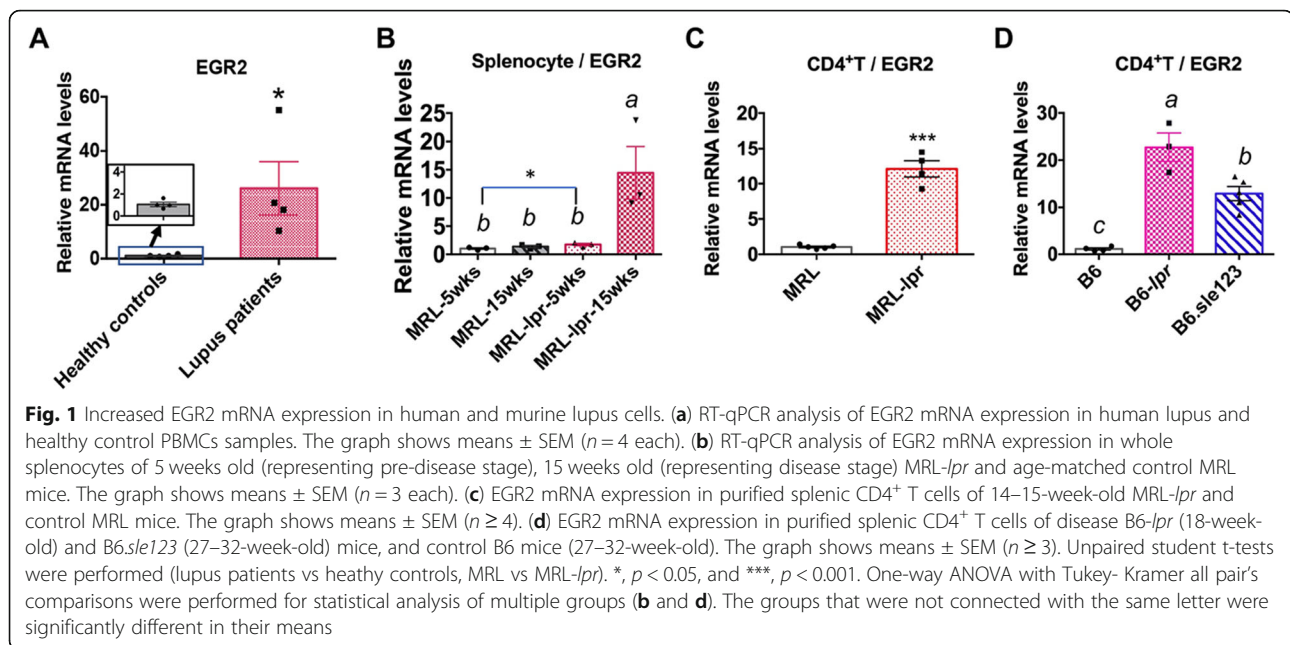 A
EGR2
Relative mRNA levels
60
40
20
0
4
2
0
*
Healthy controls
Lupus patients
B
Splenocyte / EGR2
Relative mRNA levels
25
20
15
10
5
0
*
b
b
b
a
MRL-5wks
MRL-15wks
MRL-lpr-5wks
MRL-lpr-15wks
C
CD4+T / EGR2
Relative mRNA levels
20
15
10
5
0
***
MRL
MRL-lpr
D
CD4+T / EGR2
Relative mRNA levels
30
20
10
0
c
a
b
B6
B6-lpr
B6.sle123
Fig. 1 Increased EGR2 mRNA expression in human and murine lupus cells. (a) RT-qPCR analysis of EGR2 mRNA expression in human lupus and
healthy control PBMCs samples. The graph shows means ± SEM (n = 4 each). (b) RT-qPCR analysis of EGR2 mRNA expression in whole
splenocytes of 5 weeks old (representing pre-disease stage), 15 weeks old (representing disease stage) MRL-lpr and age-matched control MRL
mice. The graph shows means ± SEM (n = 3 each). (c) EGR2 mRNA expression in purified splenic CD4+ T cells of 14–15-week-old MRL-lpr and
control MRL mice. The graph shows means ± SEM (n ≥ 4). (d) EGR2 mRNA expression in purified splenic CD4+ T cells of disease B6-lpr (18-week-
old) and B6.sle123 (27–32-week-old) mice, and control B6 mice (27–32-week-old). The graph shows means ± SEM (n ≥ 3). Unpaired student t-tests
were performed (lupus patients vs heathy controls, MRL vs MRL-lpr). *, p < 0.05, and ***, p < 0.001. One-way ANOVA with Tukey- Kramer all pair's
comparisons were performed for statistical analysis of multiple groups (b and d). The groups that were not connected with the same letter were
significantly different in their means